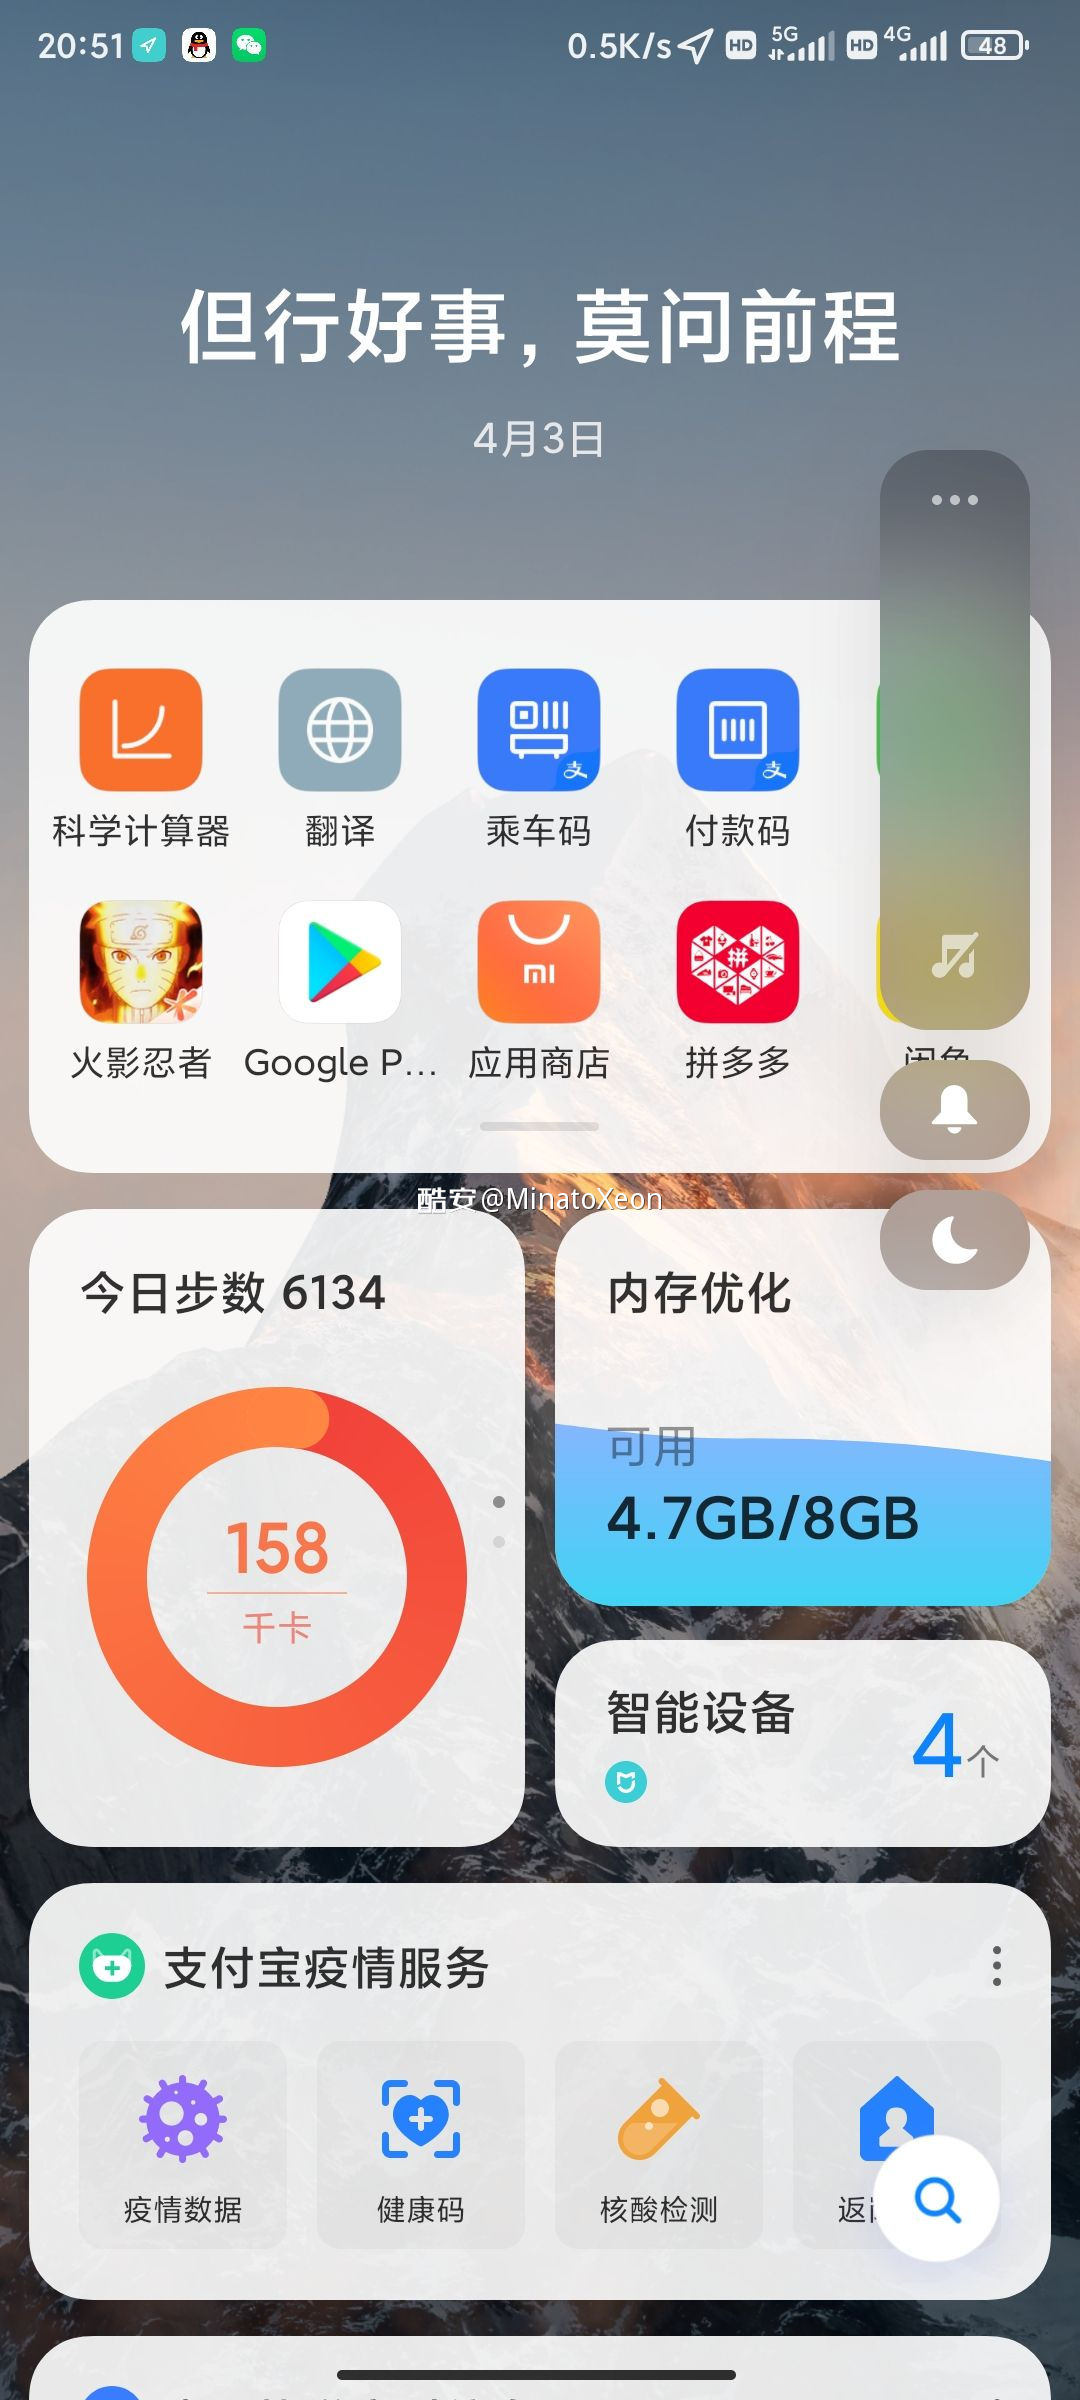 20:51 0.5K/s HD 5G HD 4G 48
但行好事，莫问前程
4月3日
科学计算器 翻译 乘车码 付款码
火影忍者 Google P... 应用商店 拼多多 闲鱼
酷安@MinatoXeon
今日步数 6134
158
千卡
内存优化
可用
4.7GB/8GB
智能设备
4个
支付宝疫情服务
疫情数据 健康码 核酸检测 返